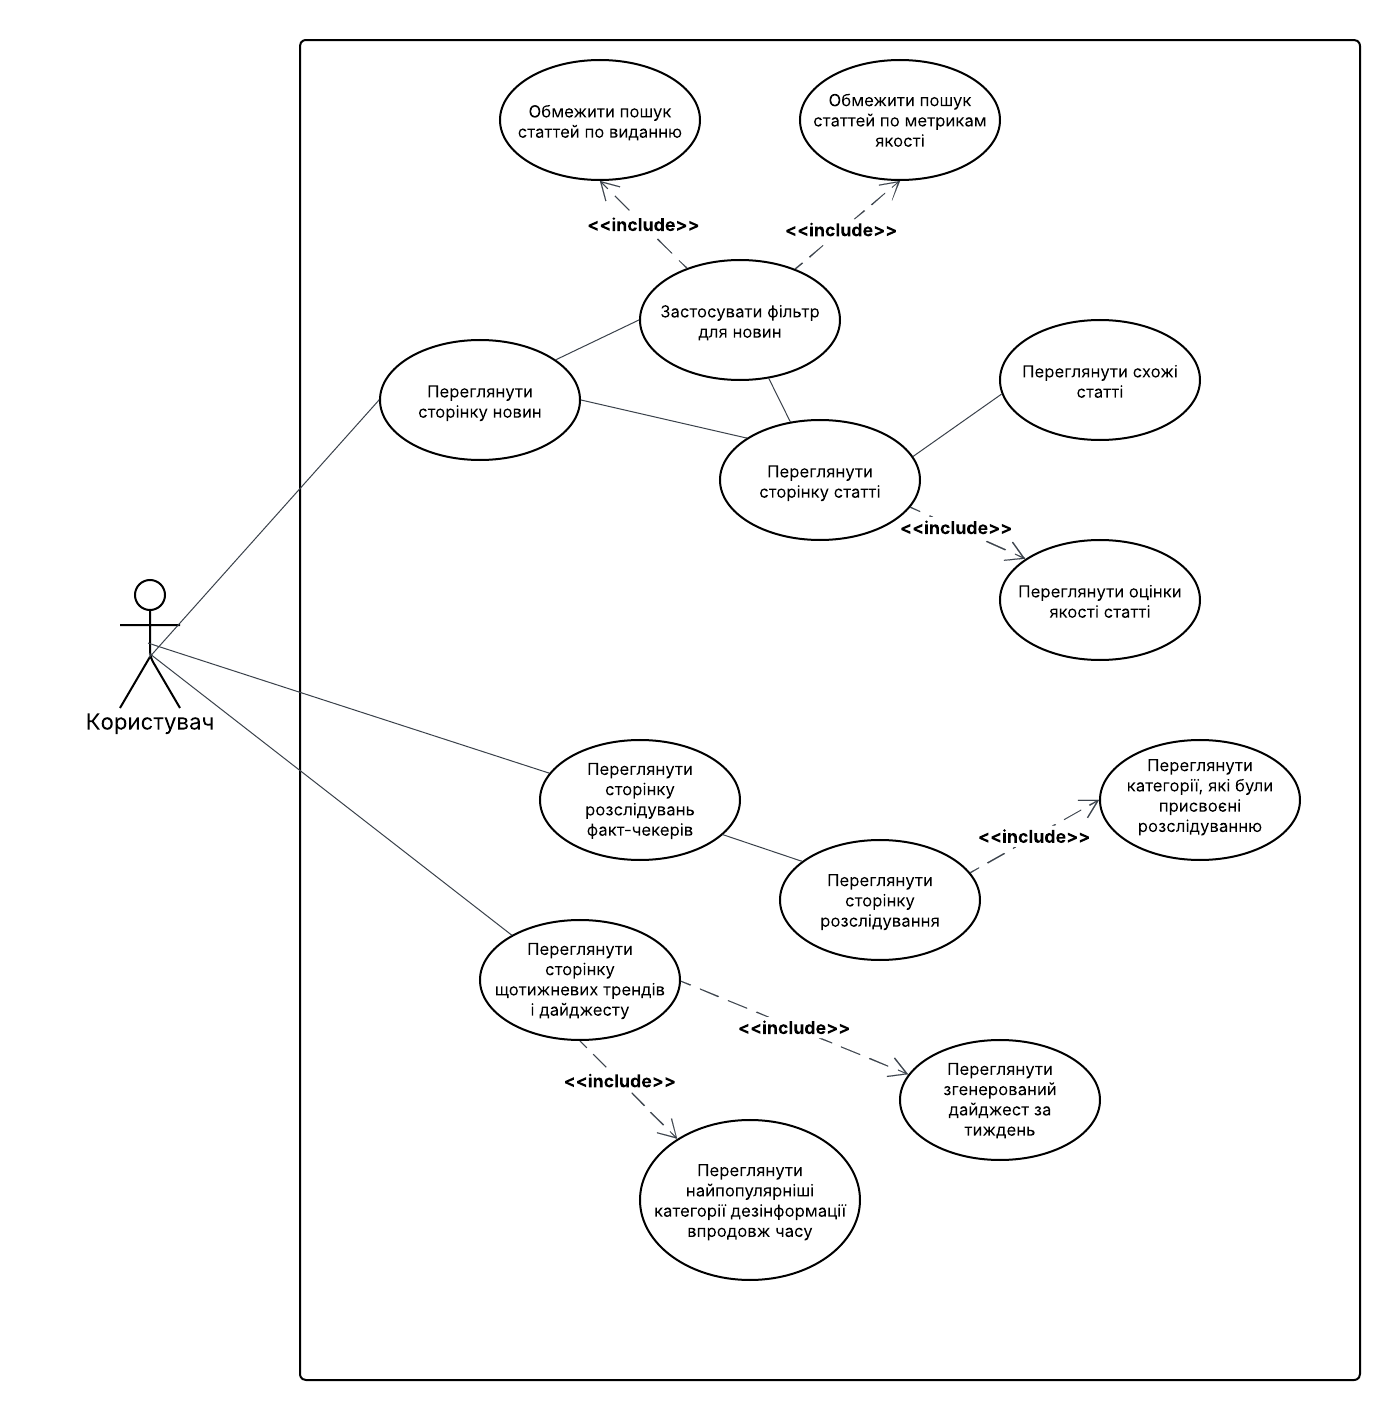 Обмежити пошук
статтей по виданню
Обмежити пошук
статтей по метрикам
якості
<<include>>
<<include>>
Застосувати фільтр
для новин
Переглянути
сторінку новин
Переглянути схожі
статті
Переглянути
сторінку статті
<<include>>
Переглянути оцінки
якості статті
Користувач
Переглянути
сторінку
розслідувань
факт-чекерів
Переглянути
категорії, які були
присвоєні
розслідуванню
<<include>>
Переглянути
сторінку
розслідування
Переглянути
сторінку
щотижневих трендів
і дайджесту
<<include>>
<<include>>
Переглянути
згенерований
дайджест за
тиждень
Переглянути
найпопулярніші
категорії дезінформації
впродовж часу